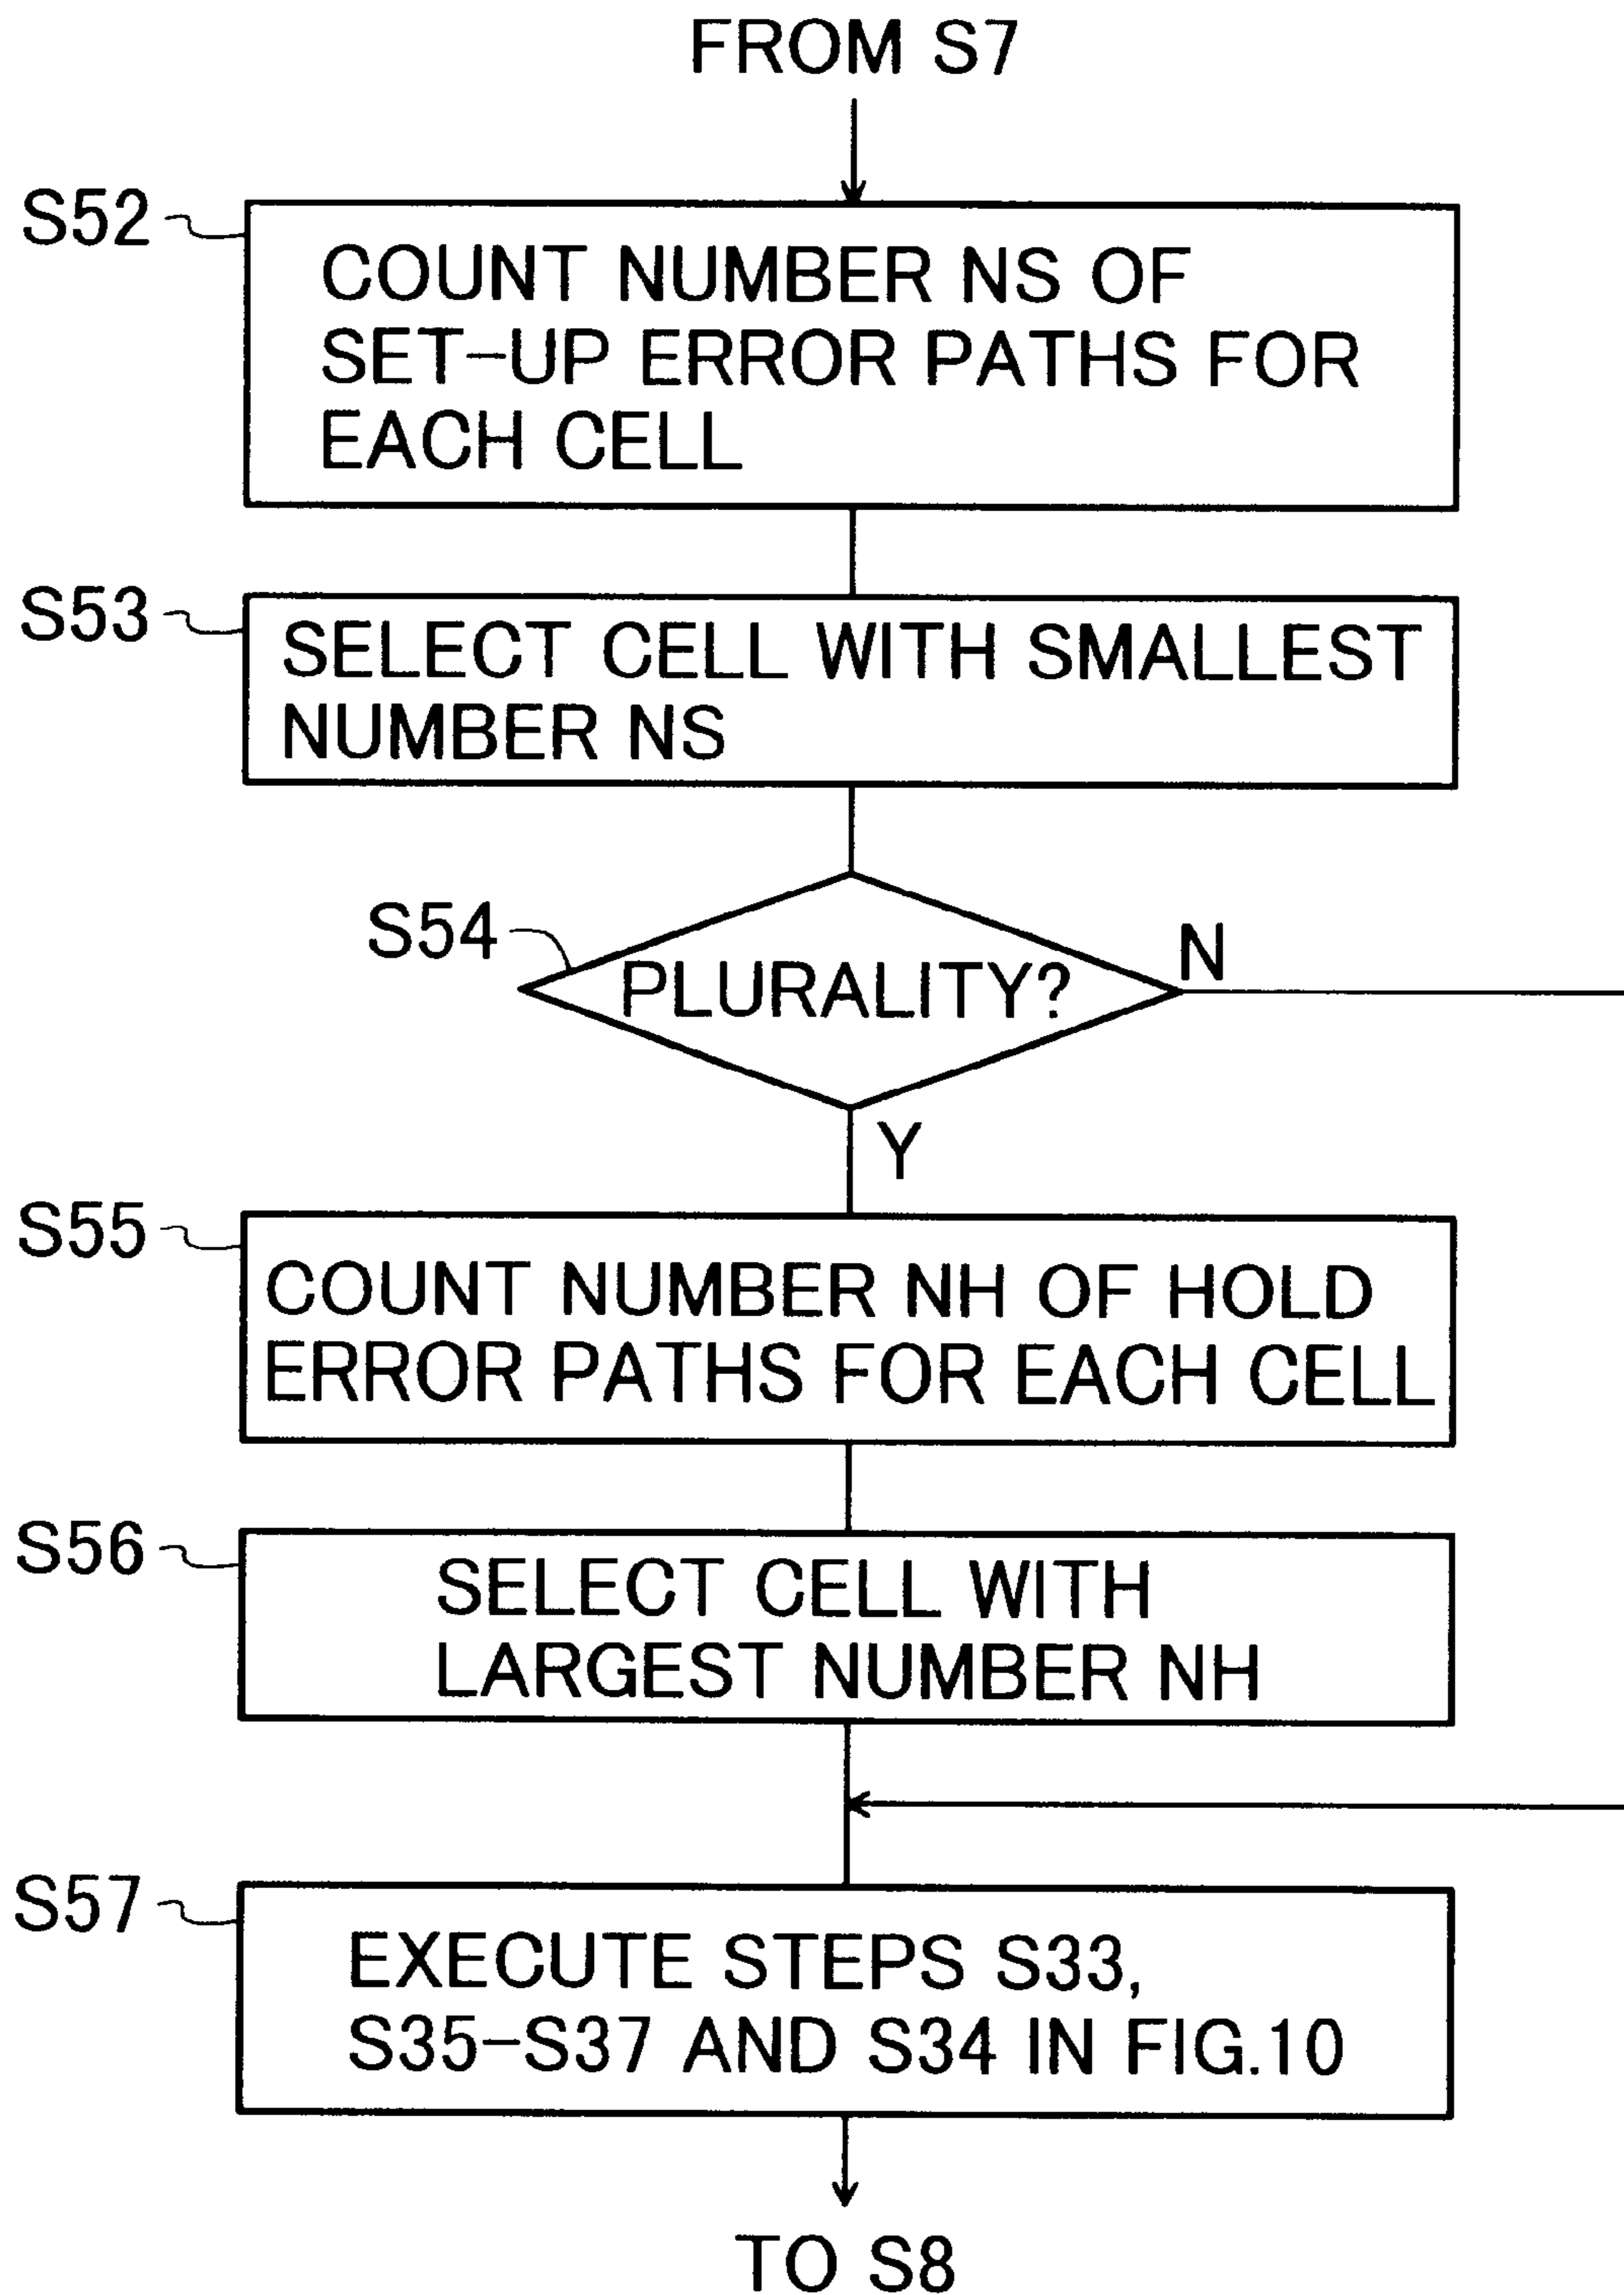 FROM S7
S52
COUNT NUMBER NS OF
SET-UP ERROR PATHS FOR
EACH CELL
S53
SELECT CELL WITH SMALLEST
NUMBER NS
S54
PLURALITY?
N
Y
S55
COUNT NUMBER NH OF HOLD
ERROR PATHS FOR EACH CELL
S56
SELECT CELL WITH
LARGEST NUMBER NH
S57
EXECUTE STEPS S33,
S35-S37 AND S34 IN FIG.10
TO S8